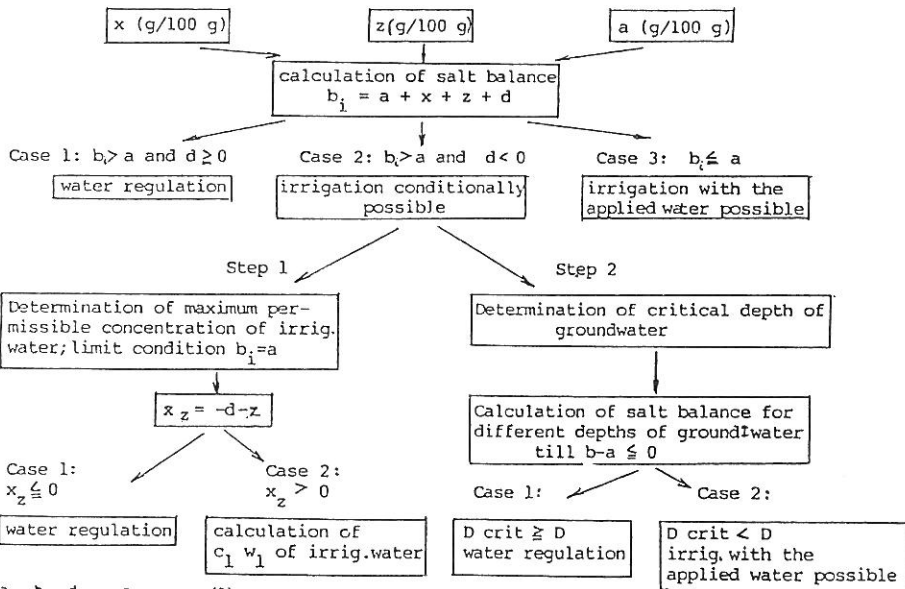 x (g/100 g)
z(g/100 g)
a (g/100 g)
calculation of salt balance
b_i = a + x + z + d
Case 1: b_i> a and d ≧ 0
water regulation
Case 2: b_i>a and d< 0
irrigation conditionally
possible
Case 3: b_i ≦ a
irrigation with the
applied water possible
Step 1
Step 2
Determination of maximum per-
missible concentration of irrig.
water; limit condition b_i=a
x_z = -d-z
Case 1:
x_z ≦ 0
water regulation
Case 2:
x_z > 0
calculation of
c_1 w_1 of irrig.water
Determination of critical depth of
groundwater
Calculation of salt balance for
different depths of groundwater
till b-a ≦ 0
Case 1:
D crit ≧ D
water regulation
Case 2:
D crit < D
irrig. with the
applied water possible